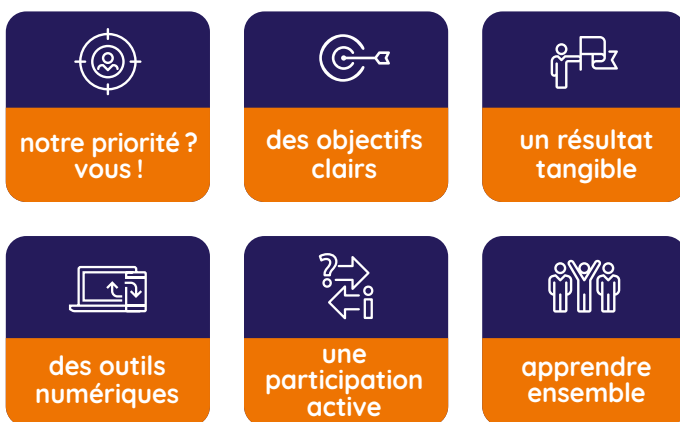 notre priorité ?
vous !
des objectifs
clairs
un résultat
tangible
des outils
numériques
une
participation
active
apprendre
ensemble